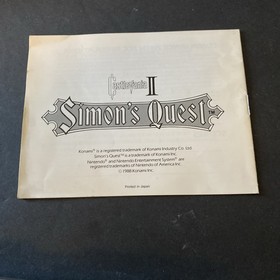 Castlevania II
Simon's Quest™
Konami® is a registered trademark of Konami Industry Co. Ltd.
Simon's Quest™ is a trademark of Konami Inc.
Nintendo® and Nintendo Entertainment System® are
registered trademarks of Nintendo of America Inc.
© 1988 Konami Inc.
Printed in Japan